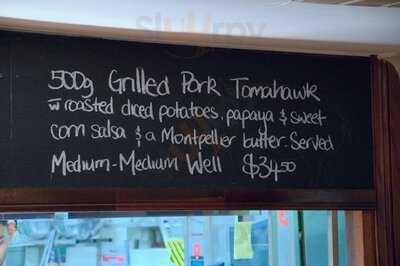 Slurrpy
500g Grilled Pork Tomahawk
w roasted diced potatoes, papaya & sweet
corn salsa & a Montpellier butter. Served
Medium-Medium Well $34.50